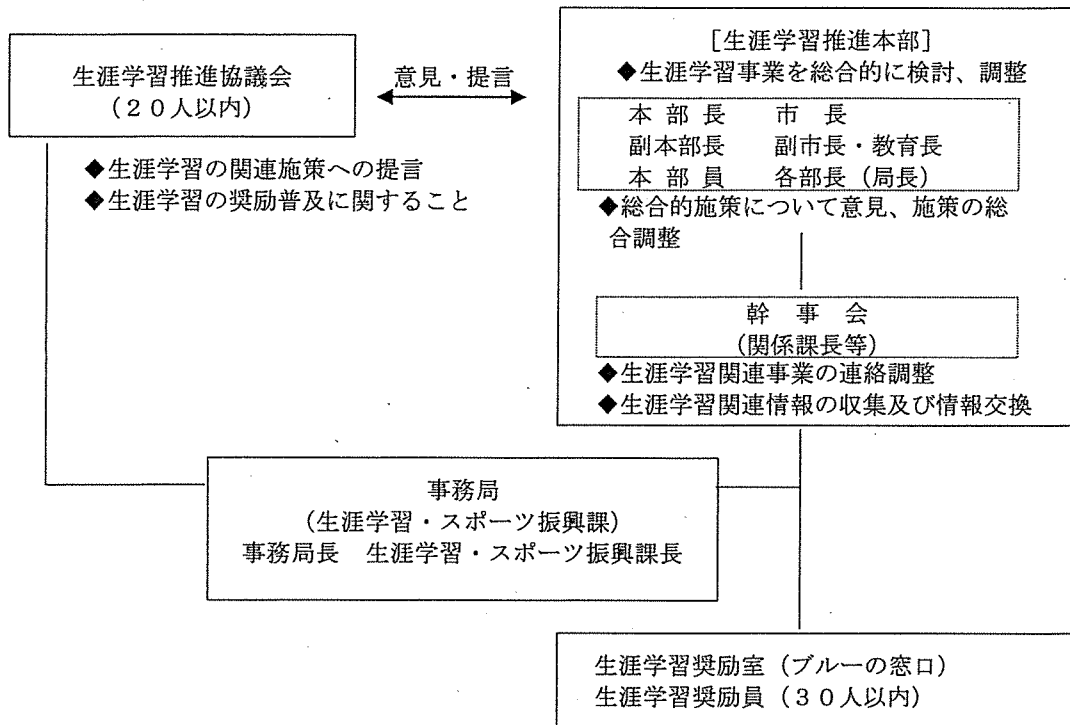 生涯学習推進協議会
(20人以内)
意見・提言
◆生涯学習の関連施策への提言
◆生涯学習の奨励普及に関すること
[生涯学習推進本部]
◆生涯学習事業を総合的に検討、調整
本 部 長　市 長
副本部長　副市長・教育長
本 部 員　各部長(局長)
◆総合的施策について意見、施策の総
合調整
幹 事 会
(関係課長等)
◆生涯学習関連事業の連絡調整
◆生涯学習関連情報の収集及び情報交換
事務局
(生涯学習・スポーツ振興課)
事務局長　生涯学習・スポーツ振興課長
生涯学習奨励室(ブルーの窓口)
生涯学習奨励員(30人以内)